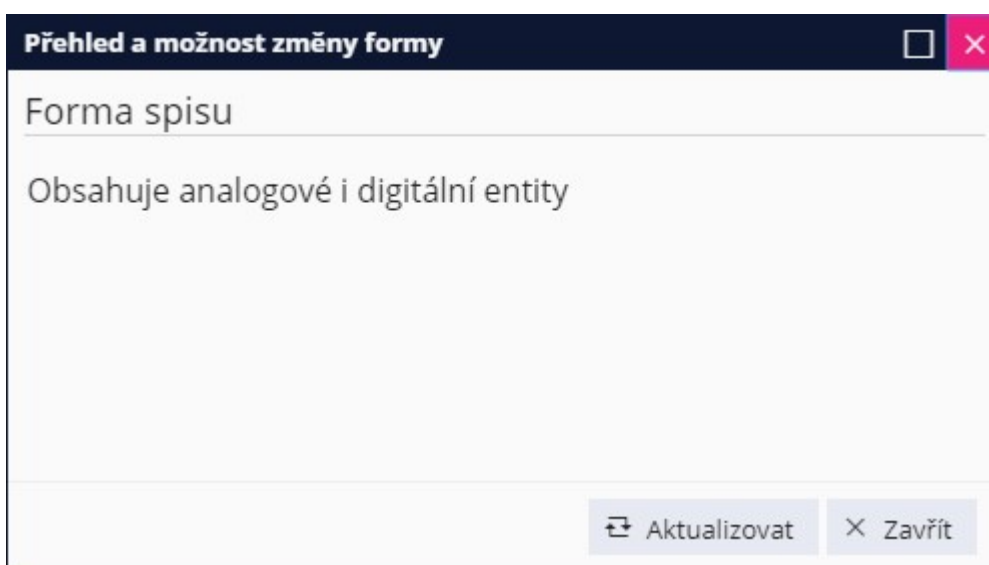 Přehled a možnost změny formy
Forma spisu
Obsahuje analogové i digitální entity
Aktualizovat
Zavřít